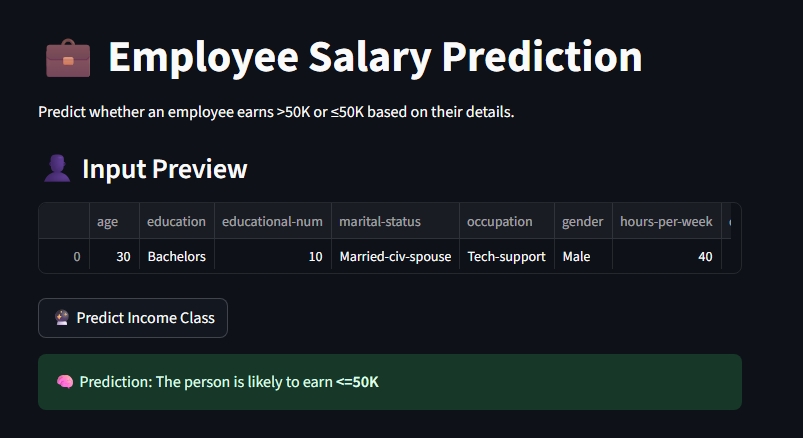 Employee Salary Prediction
Predict whether an employee earns >50K or ≤50K based on their details.
Input Preview
age education educational-num marital-status occupation gender hours-per-week
0 30 Bachelors 10 Married-civ-spouse Tech-support Male 40
Predict Income Class
Prediction: The person is likely to earn <=50K